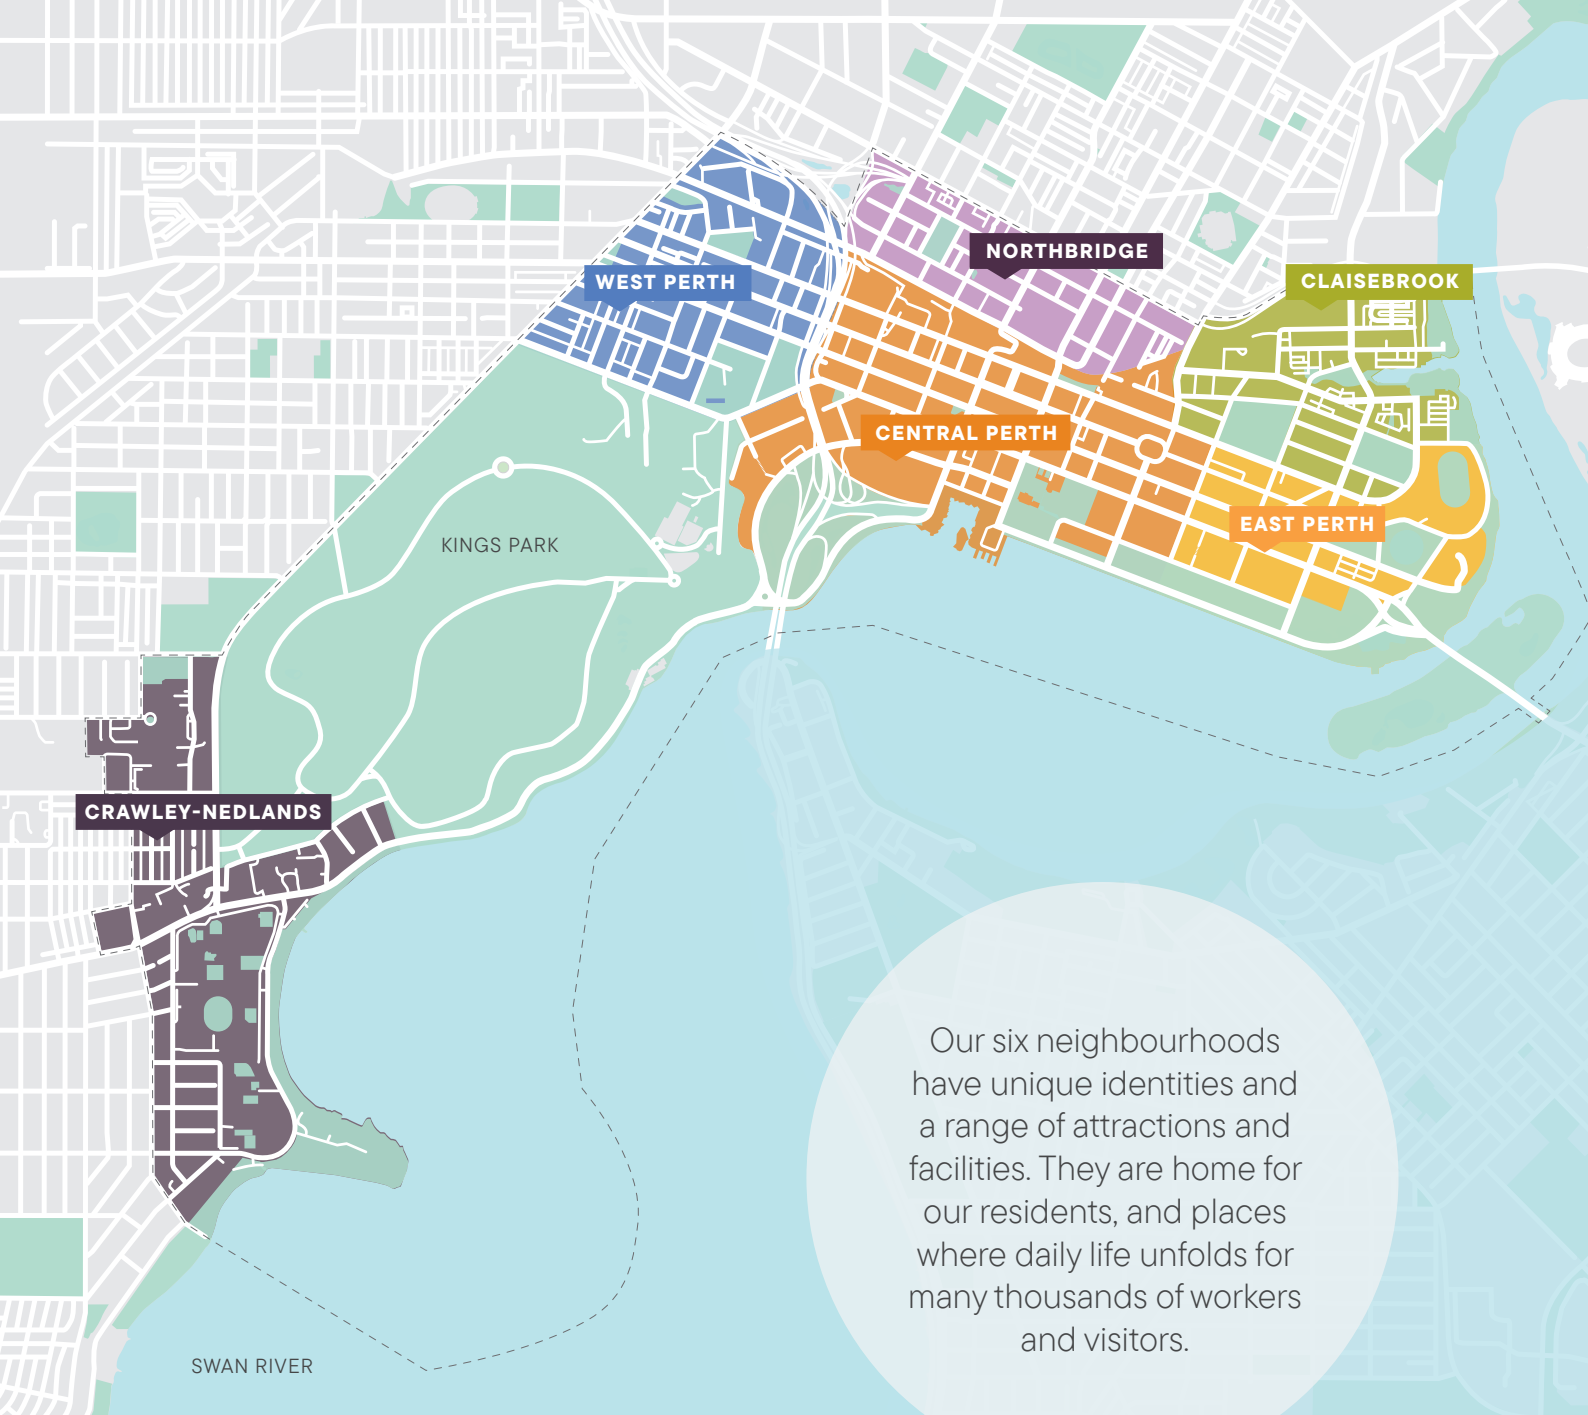 NORTHBRIDGE
WEST PERTH
CLAISEBROOK
CENTRAL PERTH
EAST PERTH
KINGS PARK
CRAWLEY-NEDLANDS
Our six neighbourhoods
have unique identities and
a range of attractions and
facilities. They are home for
our residents, and places
where daily life unfolds for
many thousands of workers
and visitors.
SWAN RIVER